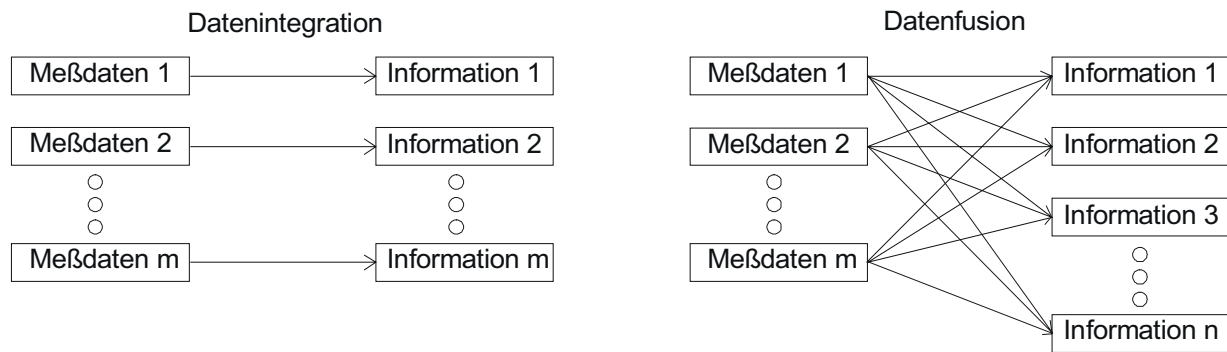 Datenintegration
Meßdaten 1
Information 1
Meßdaten 2
Information 2
Meßdaten m
Information m
Datenfusion
Meßdaten 1
Information 1
Meßdaten 2
Information 2
Information 3
Meßdaten m
Information n